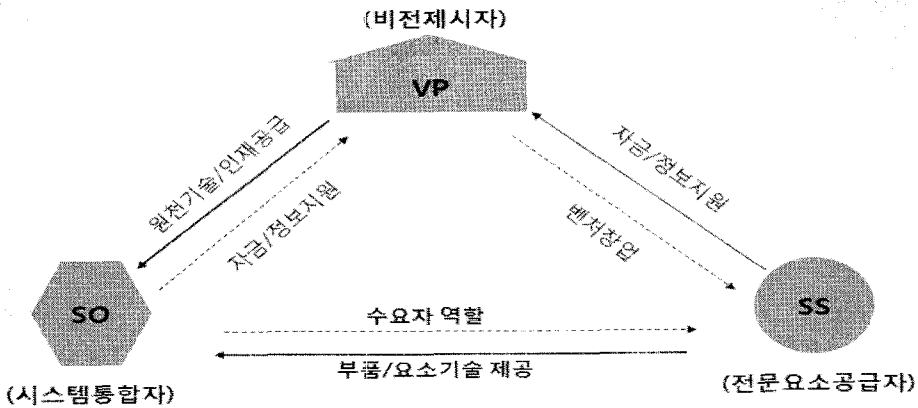 (비전제시자)
VP
원천기술/인재공급
자금/정보지원
자금/정보지원
벤처창업
SO
SS
수요자 역할
부품/요소기술 제공
(시스템통합자)
(전문요소공급자)